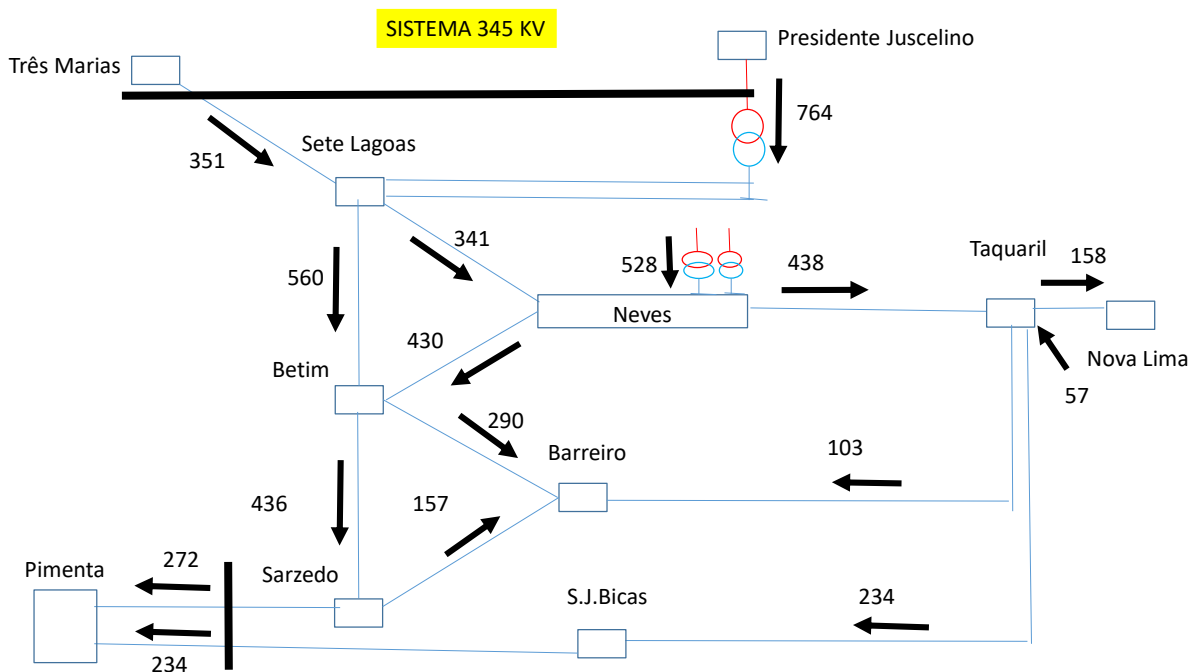 SISTEMA 345 KV
Presidente Juscelino
Três Marias
764
Sete Lagoas
351
341
528
438
Taquaril
158
560
Neves
430
Betim
Nova Lima
57
290
Barreiro
103
436
157
272
Pimenta
Sarzedo
S.J.Bicas
234
234